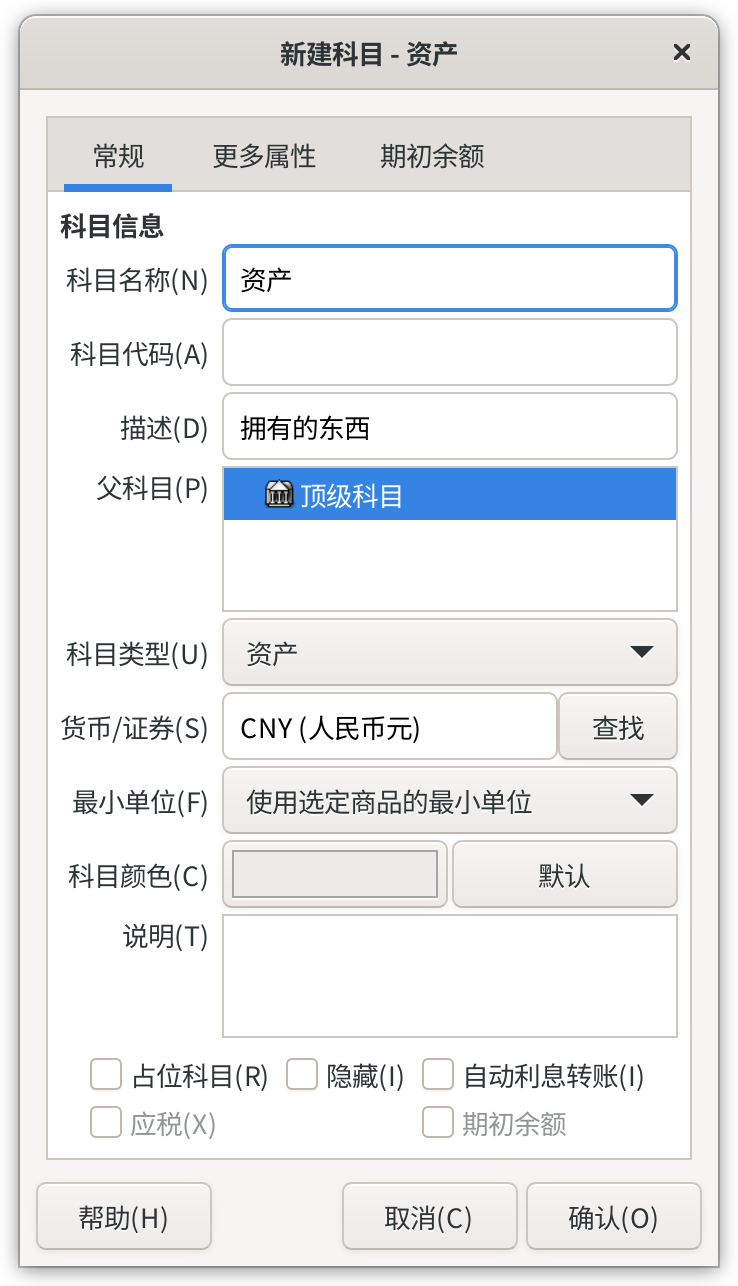 新建科目 - 资产
常规 更多属性 期初余额
科目信息
科目名称(N) 资产
科目代码(A)
描述(D) 拥有的东西
父科目(P) 顶级科目
科目类型(U) 资产
货币/证券(S) CNY (人民币元) 查找
最小单位(F) 使用选定商品的最小单位
科目颜色(C) 默认
说明(T)
占位科目(R) 隐藏(I) 自动利息转账(I)
应税(X) 期初余额
帮助(H) 取消(C) 确认(O)